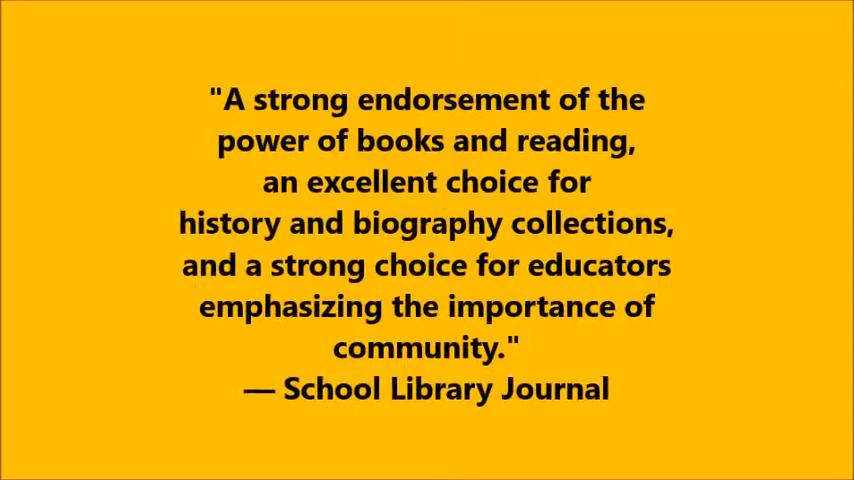 "A strong endorsement of the
power of books and reading,
an excellent choice for
history and biography collections,
and a strong choice for educators
emphasizing the importance of
community."
— School Library Journal